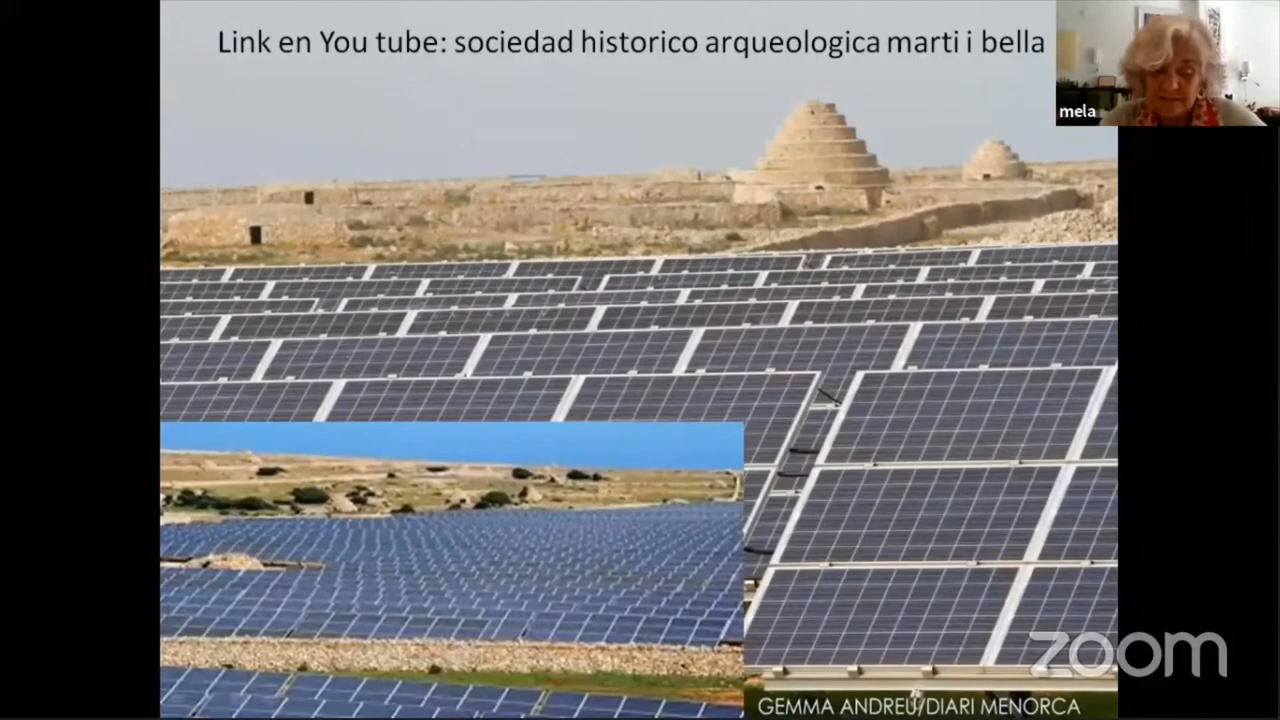 Link en You tube: sociedad historico arqueologica marti i bella
mela
zoom
GEMMA ANDREU/DIARI MENORCA